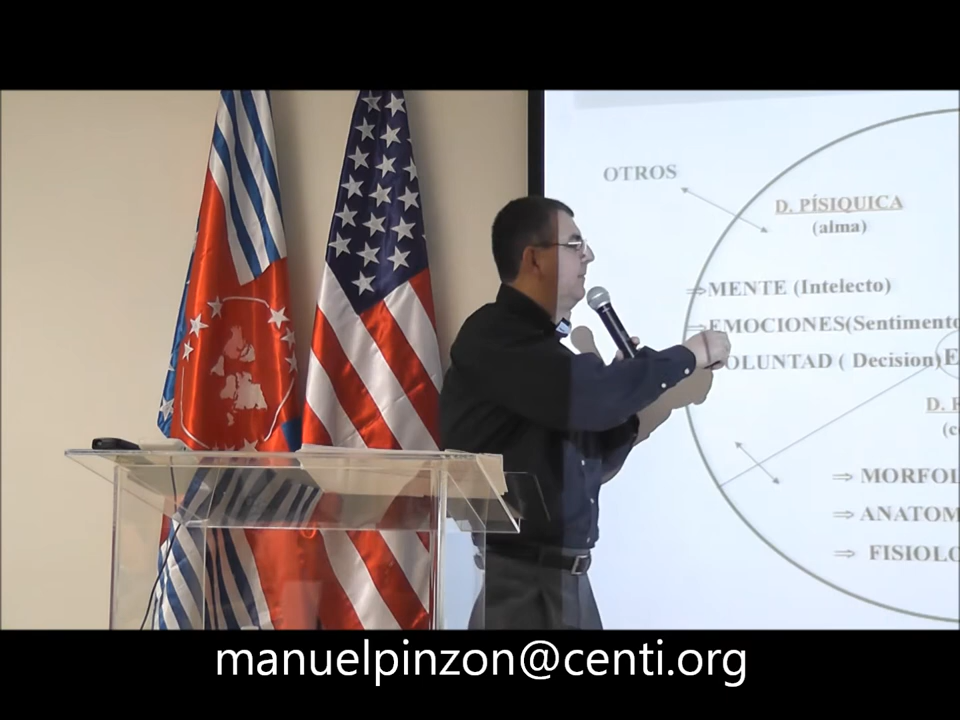 OTROS
D. PÍSIQUICA
(alma)
⇒MENTE (Intelecto)
⇒EMOCIONES(Sentimento
OLUNTAD ( Decision)
E
D.
⇒ MORFOL
⇒ ANATOM
⇒ FISIOLO
manuelpinzon@centi.org